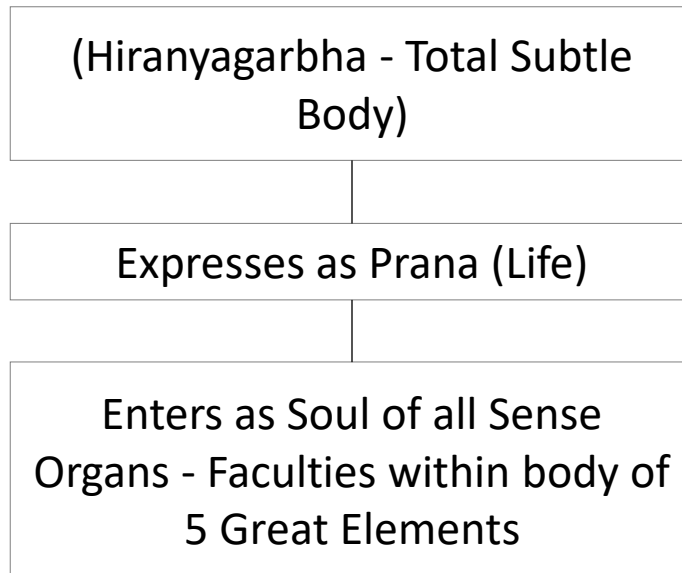 (Hiranyagarbha - Total Subtle
Body)
Expresses as Prana (Life)
Enters as Soul of all Sense
Organs - Faculties within body of
5 Great Elements